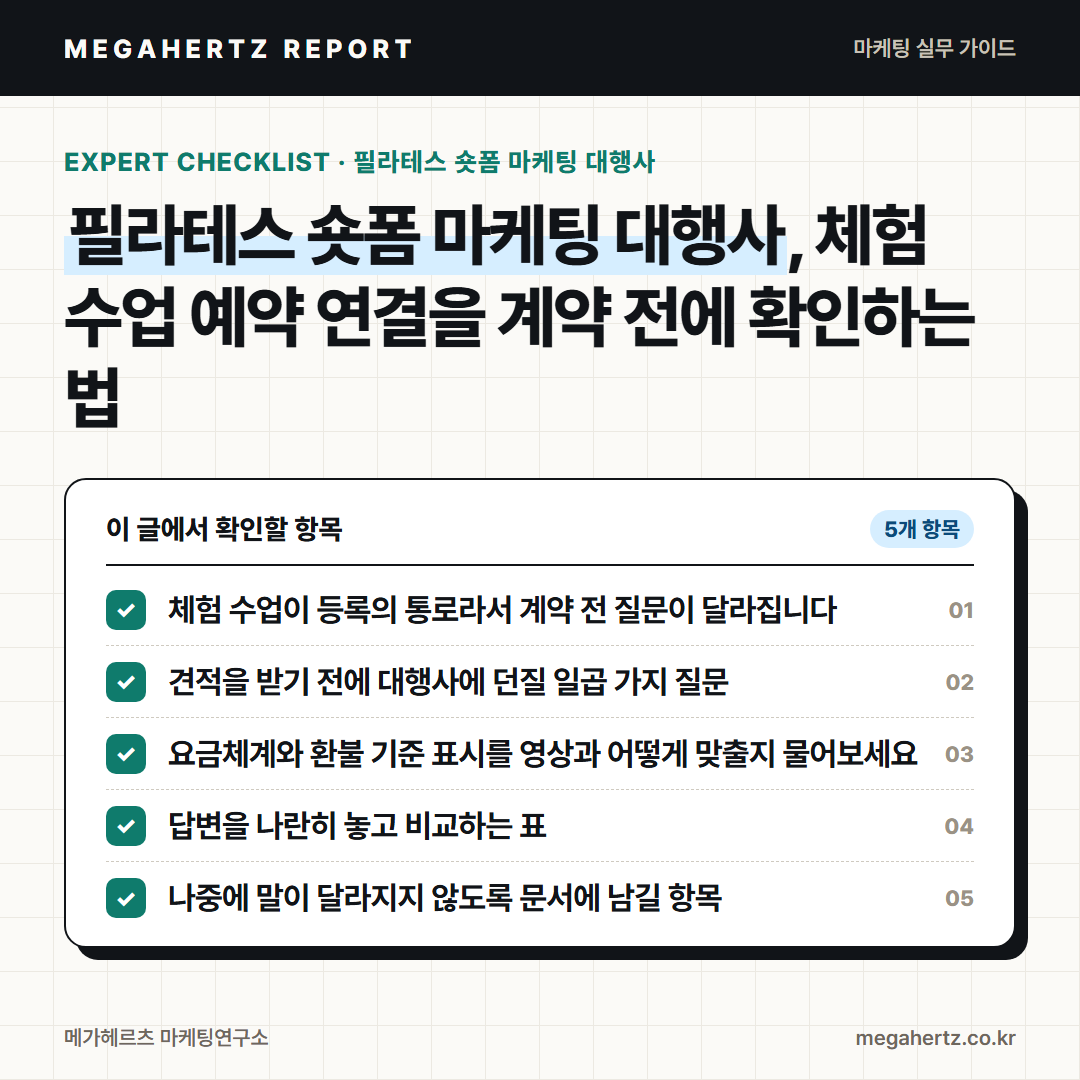 MEGAHERTZ REPORT
마케팅 실무 가이드
EXPERT CHECKLIST · 필라테스 숏폼 마케팅 대행사
필라테스 숏폼 마케팅 대행사, 체험
수업 예약 연결을 계약 전에 확인하는
법
이 글에서 확인할 항목
5개 항목
체험 수업이 등록의 통로라서 계약 전 질문이 달라집니다 01
견적을 받기 전에 대행사에 던질 일곱 가지 질문 02
요금체계와 환불 기준 표시를 영상과 어떻게 맞출지 물어보세요 03
답변을 나란히 놓고 비교하는 표 04
나중에 말이 달라지지 않도록 문서에 남길 항목 05
메가헤르츠 마케팅연구소
megahertz.co.kr